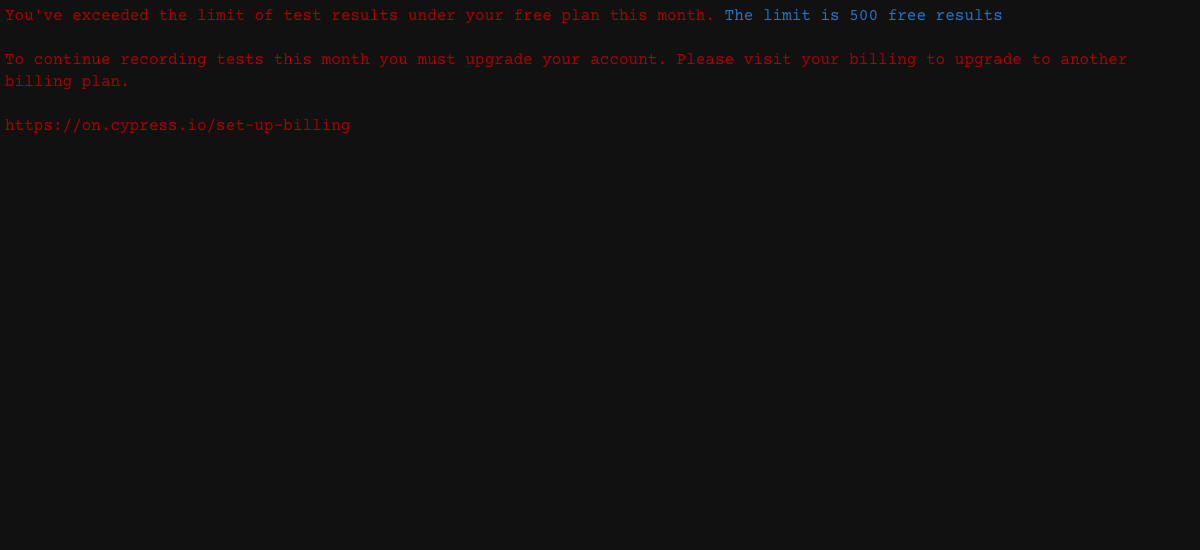 You've exceeded the limit of test results under your free plan this month. The limit is 500 free results
To continue recording tests this month you must upgrade your account. Please visit your billing to upgrade to another
billing plan.
https://on.cypress.io/set-up-billing